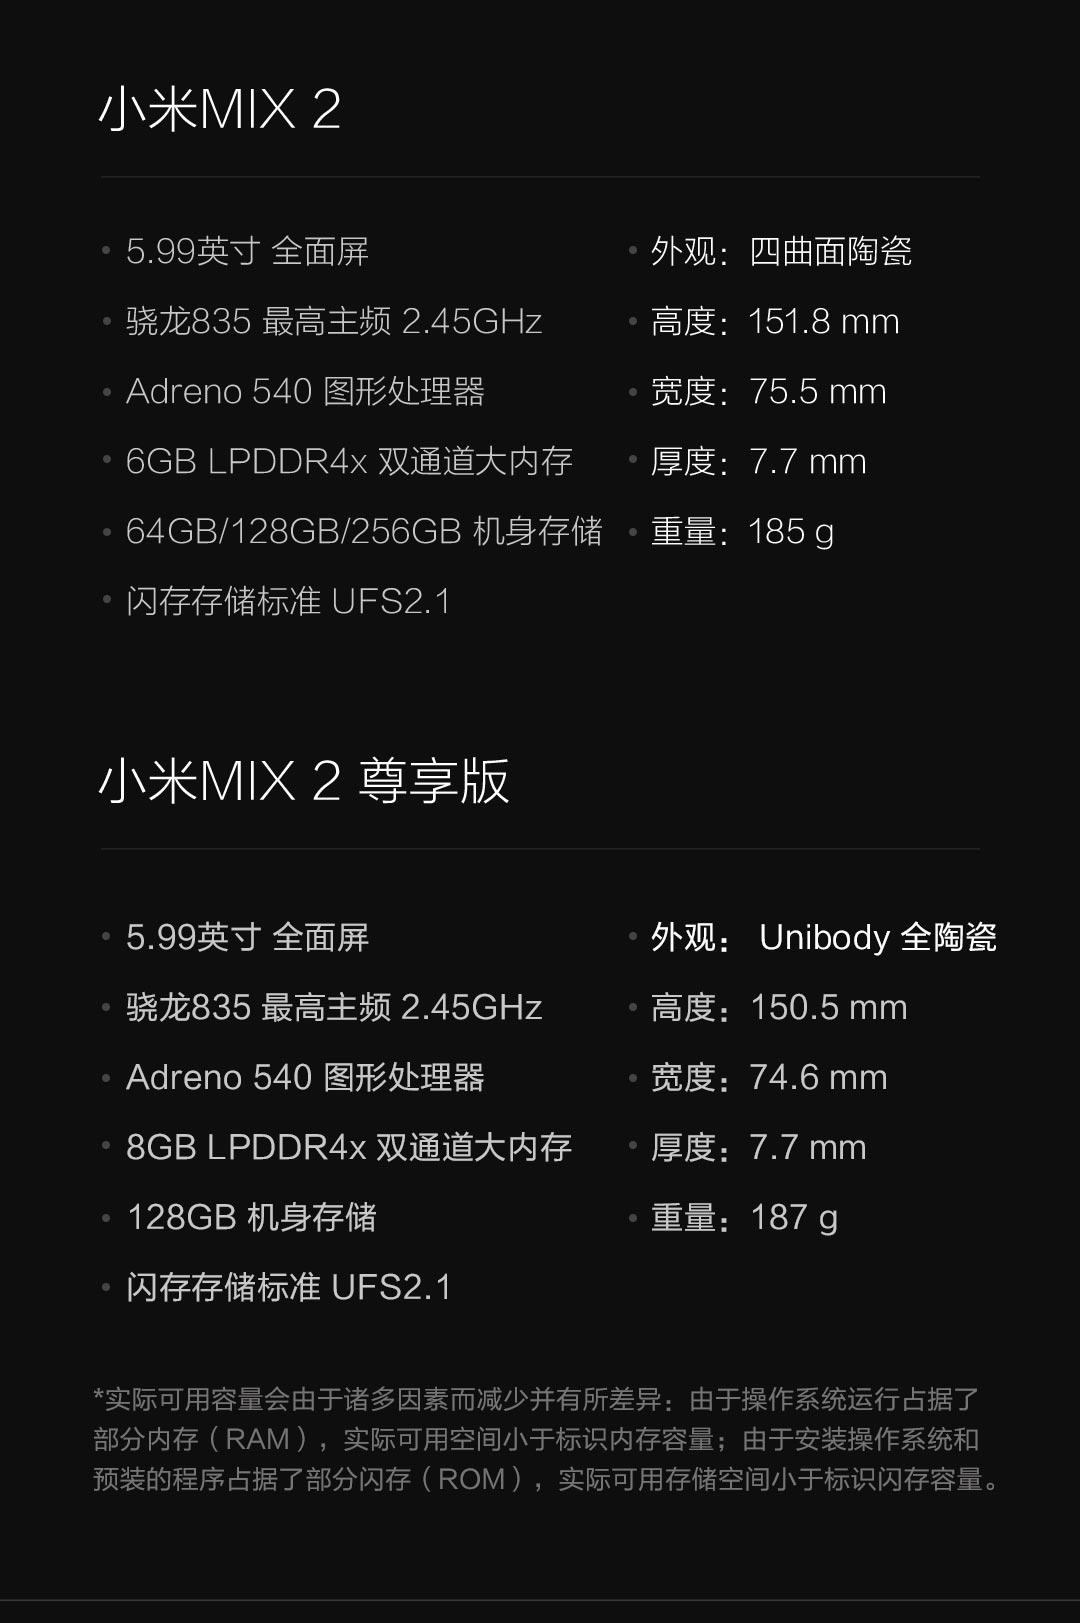 小米MIX 2
5.99英寸 全面屏
骁龙835 最高主频 2.45GHz
Adreno 540 图形处理器
6GB LPDDR4x 双通道大内存
64GB/128GB/256GB 机身存储
闪存存储标准 UFS2.1
外观：四曲面陶瓷
高度：151.8 mm
宽度：75.5 mm
厚度：7.7 mm
重量：185 g
小米MIX 2 尊享版
5.99英寸 全面屏
骁龙835 最高主频 2.45GHz
Adreno 540 图形处理器
8GB LPDDR4x 双通道大内存
128GB 机身存储
闪存存储标准 UFS2.1
外观： Unibody 全陶瓷
高度：150.5 mm
宽度：74.6 mm
厚度：7.7 mm
重量：187 g
*实际可用容量会由于诸多因素而减少并有所差异：由于操作系统运行占据了
部分内存（RAM），实际可用空间小于标识内存容量；由于安装操作系统和
预装的程序占据了部分闪存（ROM），实际可用存储空间小于标识闪存容量。